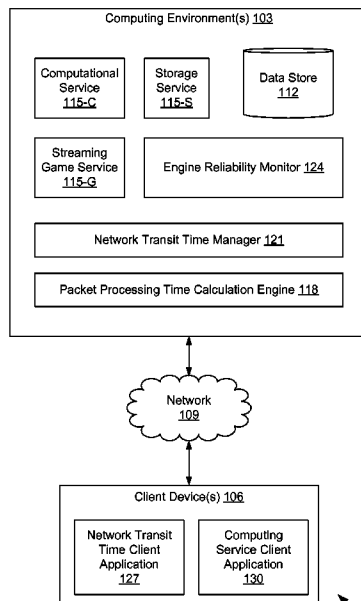 Computing Environment(s) 103
Computational
Service
115-C
Storage
Service
115-S
Data Store
112
Streaming
Game Service
115-G
Engine Reliability Monitor 124
Network Transit Time Manager 121
Packet Processing Time Calculation Engine 118
Network
109
Client Device(s) 106
Network Transit
Time Client
Application
127
Computing
Service Client
Application
130